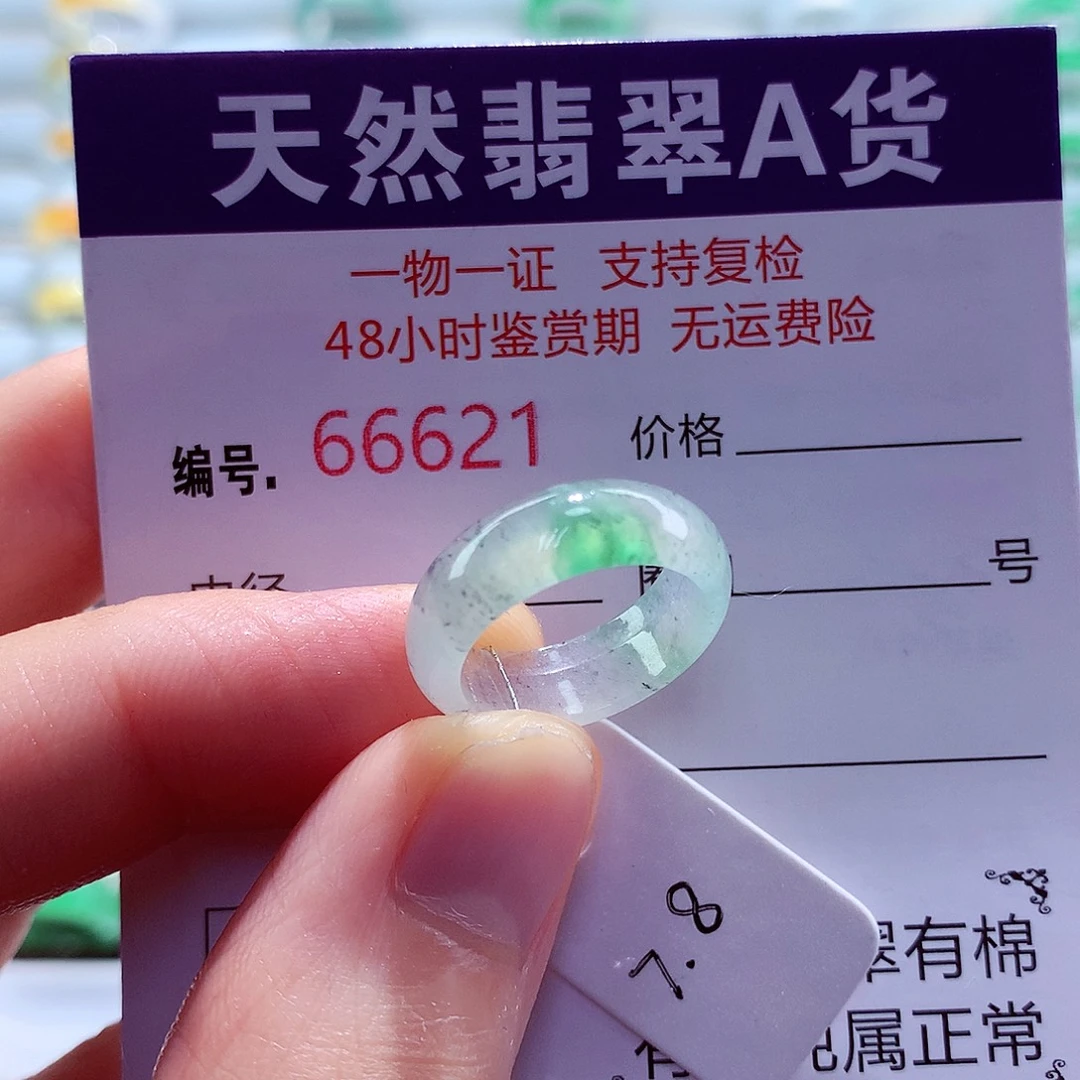 天然翡翠A货
一物一证 支持复检
48小时鉴赏期 无运费险
编号. 66621 价格
号
7.8
有棉
属正常